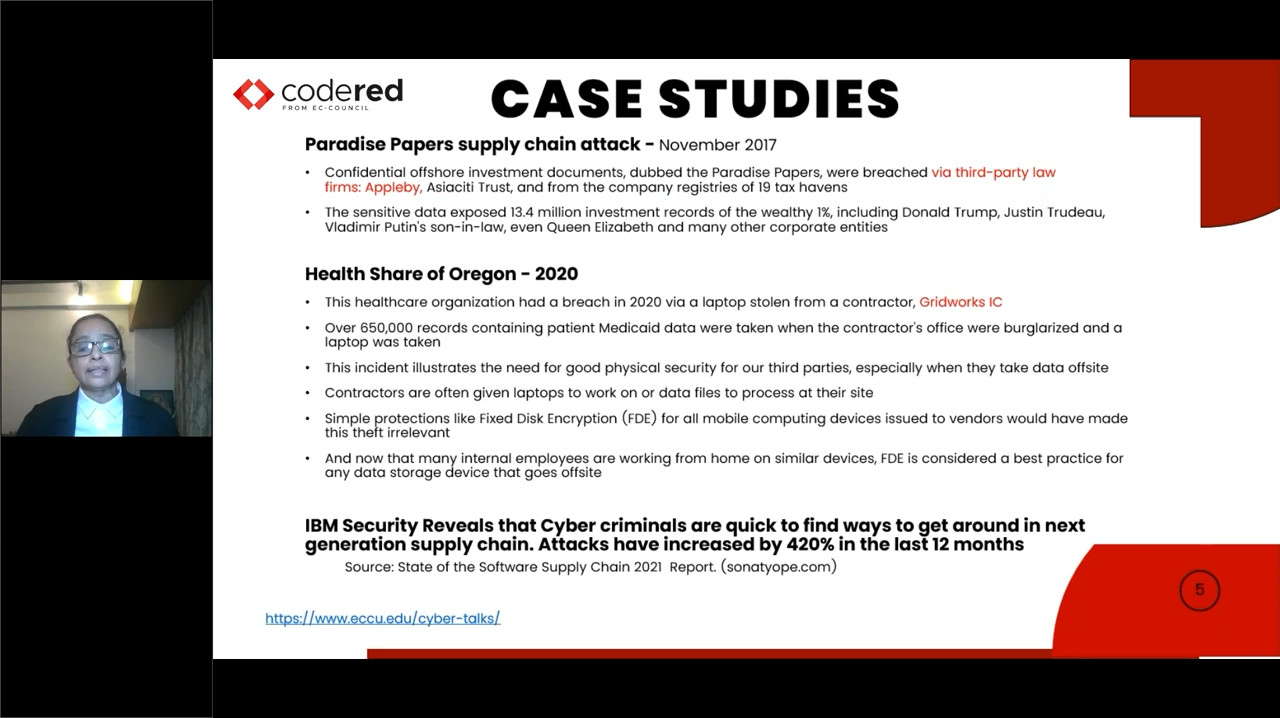 codered
FROM EC-COUNCIL
CASE STUDIES
Paradise Papers supply chain attack - November 2017
• Confidential offshore investment documents, dubbed the Paradise Papers, were breached via third-party law
firms: Appleby, Asiaciti Trust, and from the company registries of 19 tax havens
• The sensitive data exposed 13.4 million investment records of the wealthy 1%, including Donald Trump, Justin Trudeau,
Vladimir Putin's son-in-law, even Queen Elizabeth and many other corporate entities
Health Share of Oregon - 2020
• This healthcare organization had a breach in 2020 via a laptop stolen from a contractor, Gridworks IC
• Over 650,000 records containing patient Medicaid data were taken when the contractor's office were burglarized and a
laptop was taken
• This incident illustrates the need for good physical security for our third parties, especially when they take data offsite
• Contractors are often given laptops to work on or data files to process at their site
• Simple protections like Fixed Disk Encryption (FDE) for all mobile computing devices issued to vendors would have made
this theft irrelevant
• And now that many internal employees are working from home on similar devices, FDE is considered a best practice for
any data storage device that goes offsite
IBM Security Reveals that Cyber criminals are quick to find ways to get around in next
generation supply chain. Attacks have increased by 420% in the last 12 months
Source: State of the Software Supply Chain 2021 Report. (sonatyope.com)
5
https://www.eccu.edu/cyber-talks/